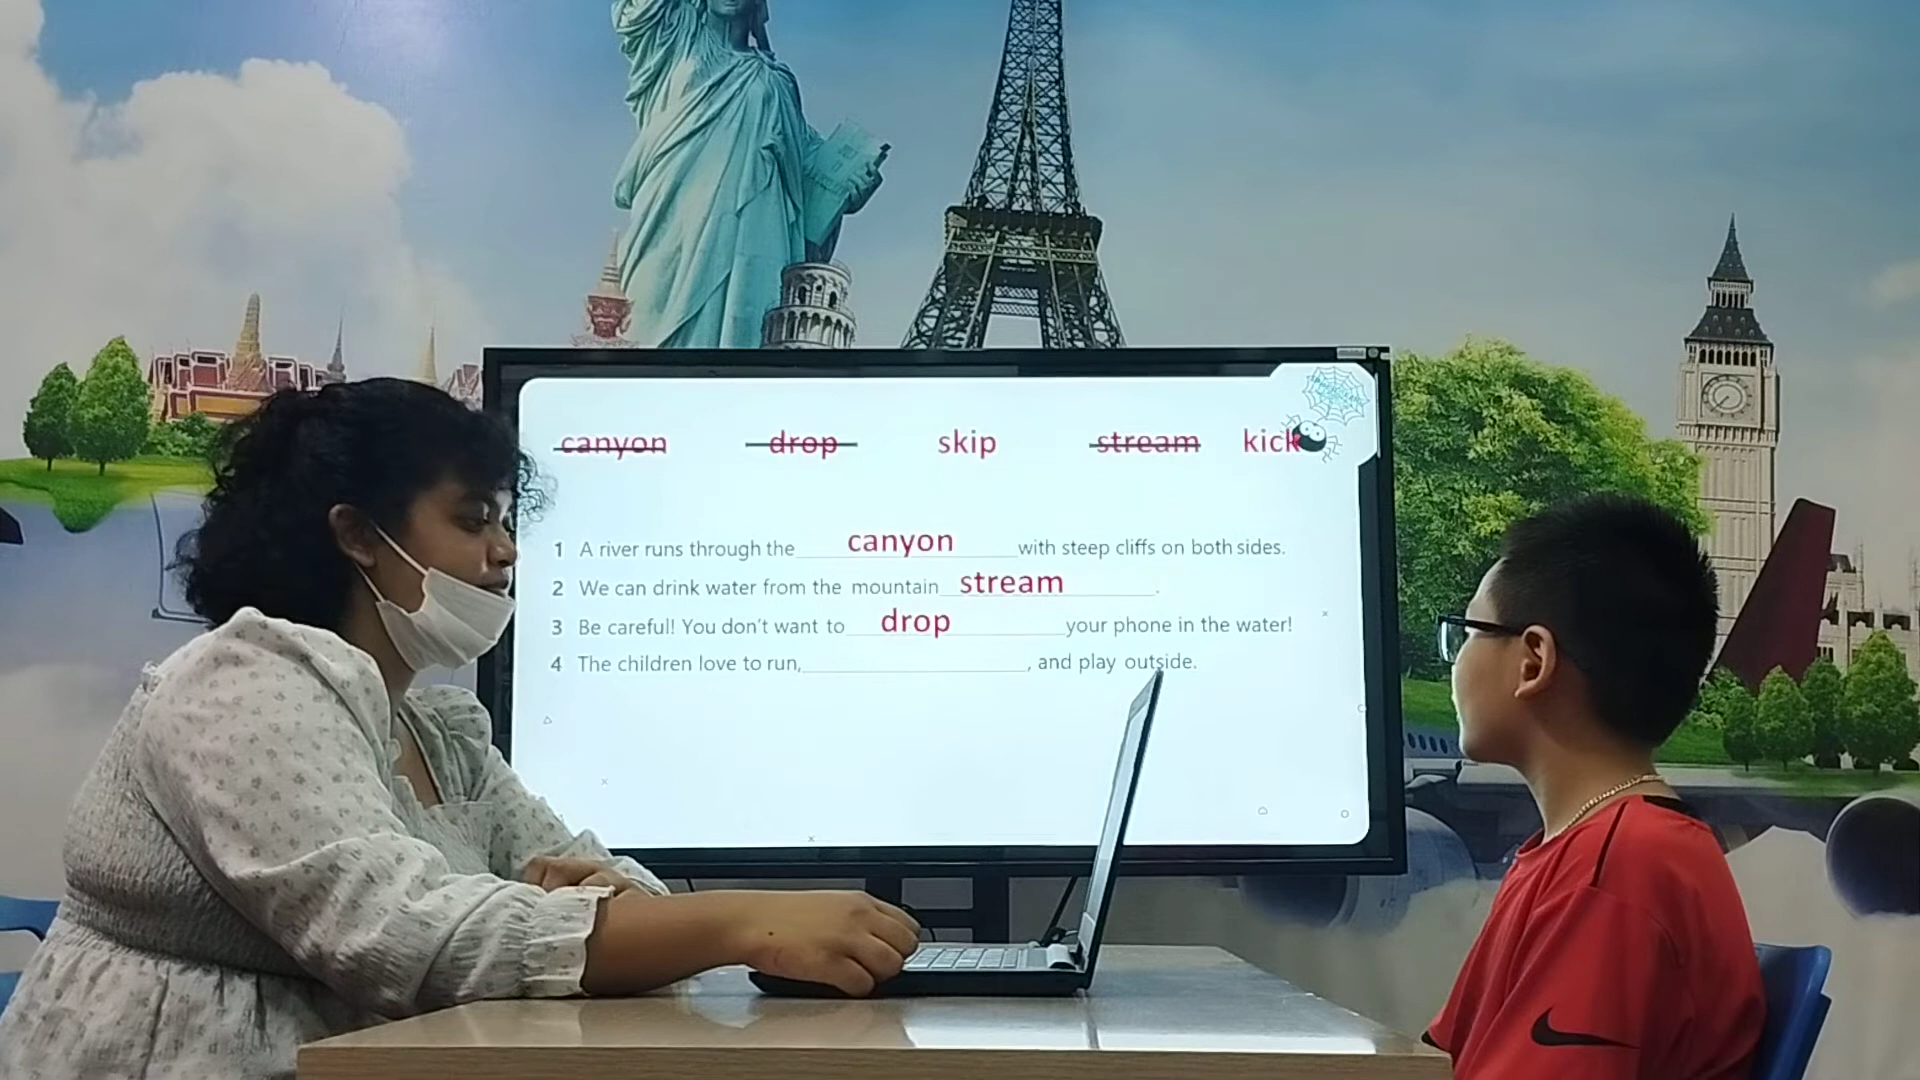 canyon drop skip stream kick
1 A river runs through the canyon with steep cliffs on both sides.
2 We can drink water from the mountain stream.
3 Be careful! You don't want to drop your phone in the water!
4 The children love to run, ______, and play outside.